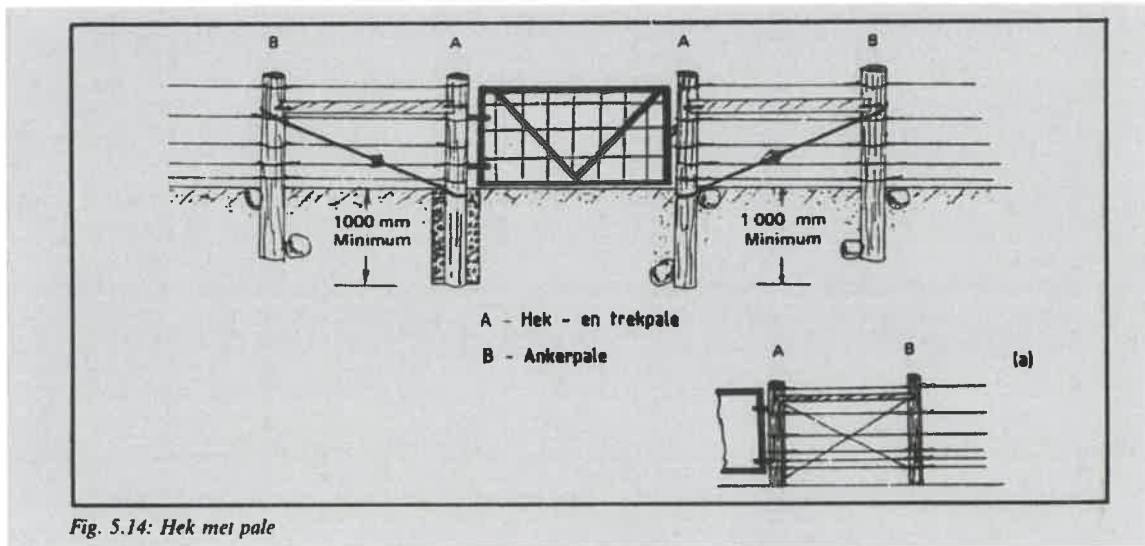 B A A B
1000 mm
Minimum
1 000 mm
Minimum
A - Hek - en trekpale
B - Ankerpale
A B (a)
Fig. 5.14: Hek met pale